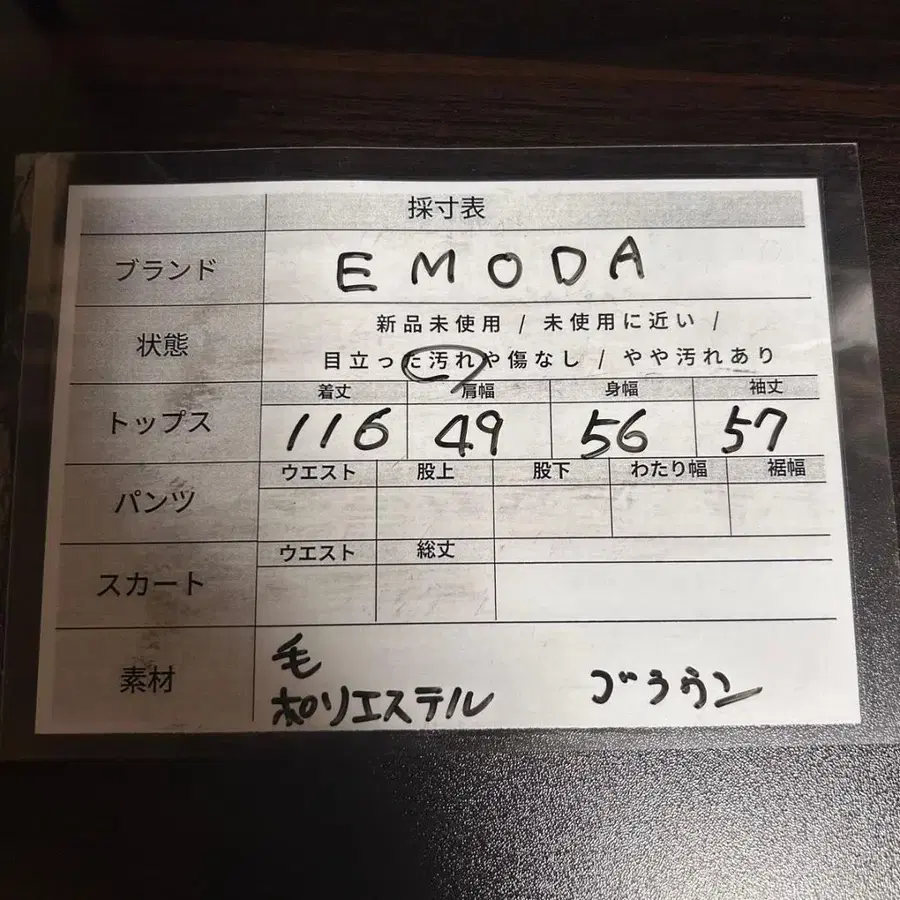 採寸表
ブランド EMODA
状態 新品未使用 / 未使用に近い /
目立った汚れや傷なし / やや汚れあり
トップス 着丈 肩幅 身幅 袖丈
116 49 56 57
パンツ ウエスト 股上 股下 わたり幅 裾幅
スカート ウエスト 総丈
素材 毛
ポリエステル ブラウン